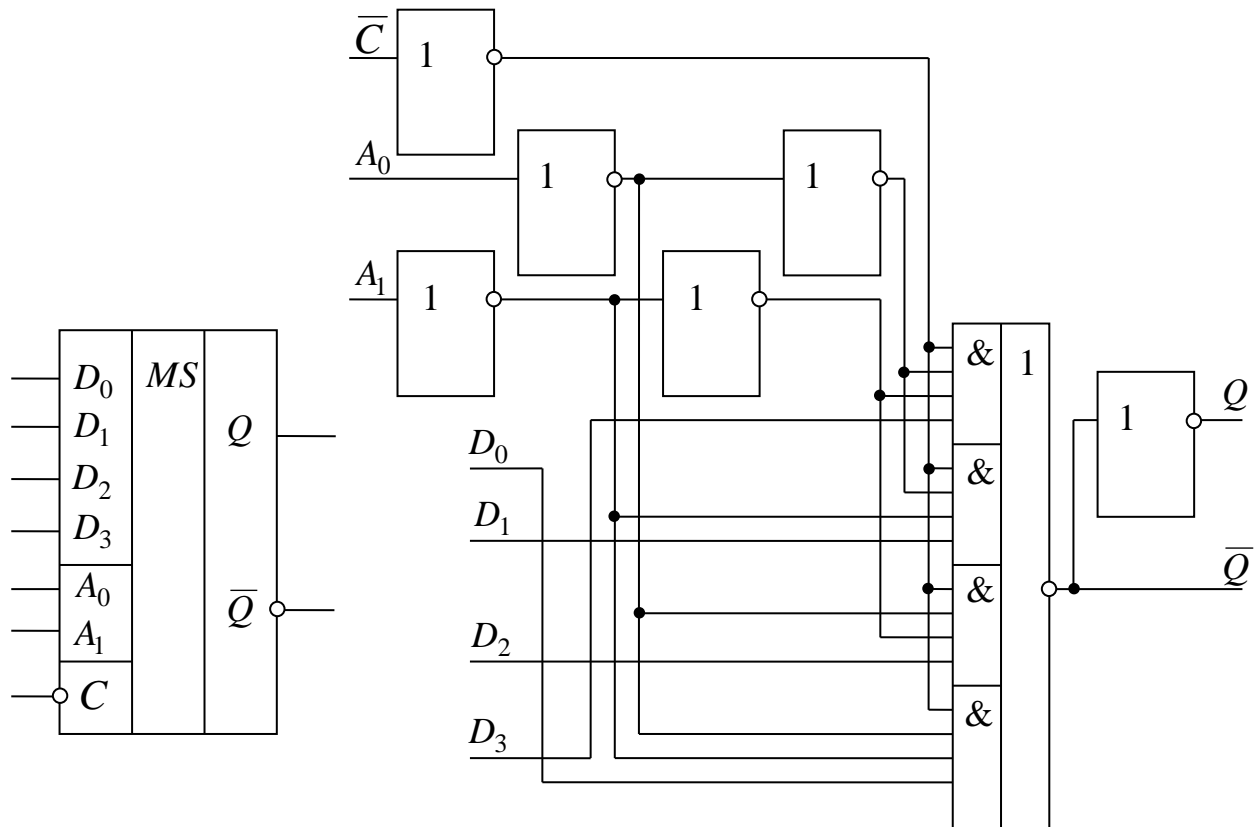 D₀ MS
D₁ Q
D₂
D₃
A₀
A₁ Q̅
C
C̅ 1
A₀ 1 1
A₁ 1 1
& 1
D₀ &
D₁
&
D₂
&
D₃
1 Q
Q̅